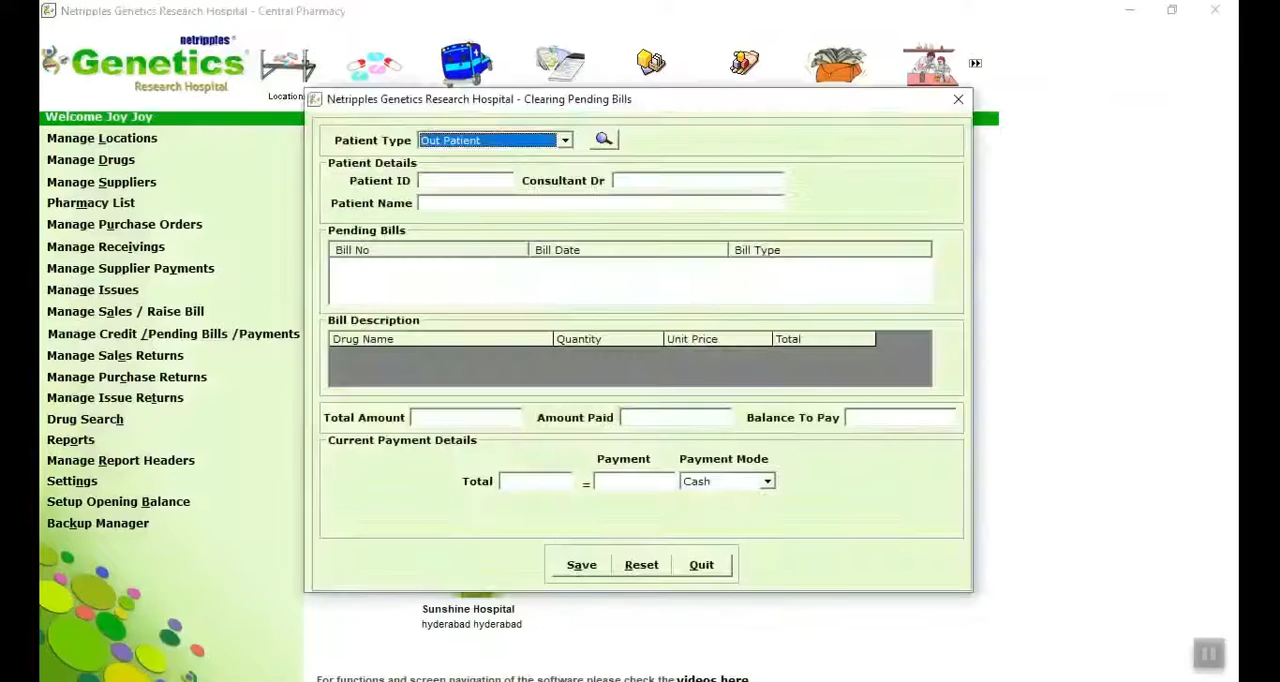 Netripples Genetics Research Hospital - Central Pharmacy
netripples
Genetics
Research Hospital
Location
Welcome Joy Joy
Manage Locations
Manage Drugs
Manage Suppliers
Pharmacy List
Manage Purchase Orders
Manage Receivings
Manage Supplier Payments
Manage Issues
Manage Sales / Raise Bill
Manage Credit /Pending Bills /Payments
Manage Sales Returns
Manage Purchase Returns
Manage Issue Returns
Drug Search
Reports
Manage Report Headers
Settings
Setup Opening Balance
Backup Manager
Netripples Genetics Research Hospital - Clearing Pending Bills
Patient Type Out Patient
Patient Details
Patient ID Consultant Dr
Patient Name
Pending Bills
Bill No Bill Date Bill Type
Bill Description
Drug Name Quantity Unit Price Total
Total Amount Amount Paid Balance To Pay
Current Payment Details
Payment Payment Mode
Total = Cash
Save Reset Quit
Sunshine Hospital
hyderabad hyderabad
For functions and screen navigation of the software please check the videos here